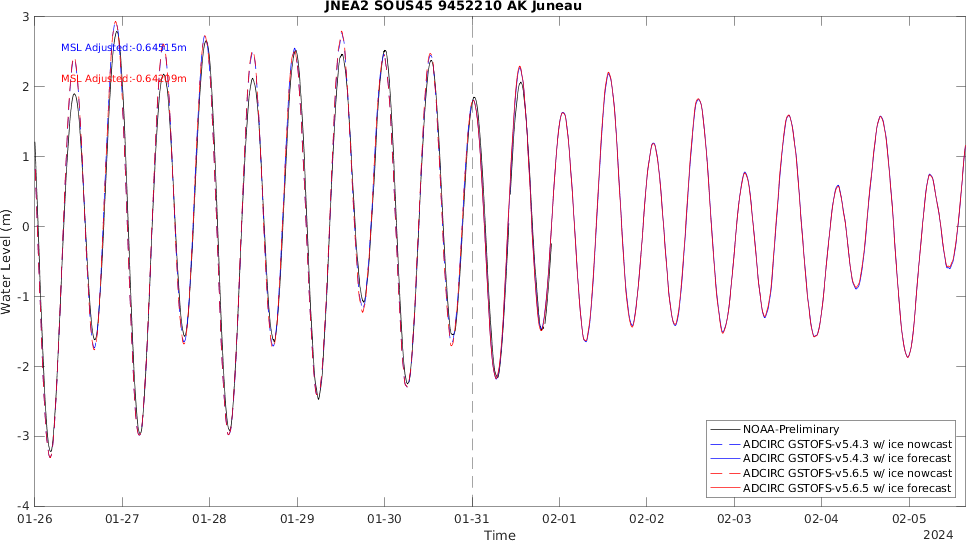 JNEA2 SOUS45 9452210 AK Juneau
3
2
1
0
-1
-2
-3
-4
Water Level (m)
MSL Adjusted:-0.64515m
MSL
01-26
01-27
01-28
01-29
01-30
01-31
02-01
02-02
02-03
02-04
02-05
Time
2024
NOAA-Preliminary
ADCIRC GSTOFS-v5.4.3 w/ ice nowcast
ADCIRC GSTOFS-v5.4.3 w/ ice forecast
ADCIRC GSTOFS-v5.6.5 w/ ice nowcast
ADCIRC GSTOFS-v5.6.5 w/ ice forecast